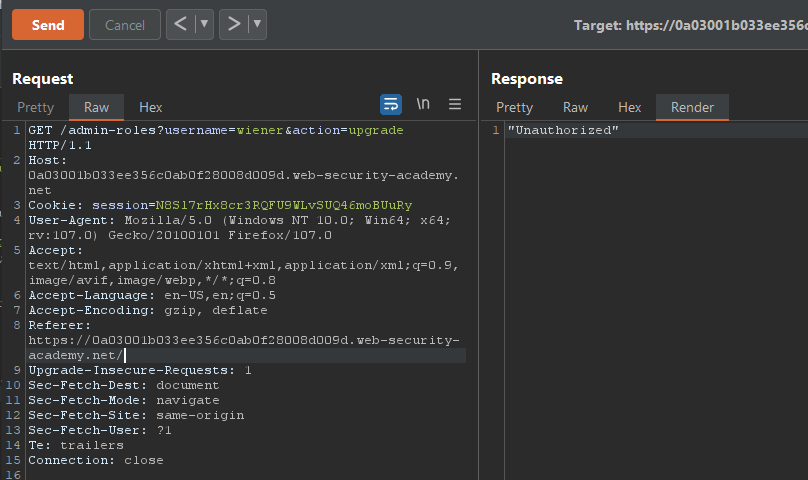 Send
Cancel
< ▼
> ▼
Target: https://0a03001b033ee356c
Request
Response
Pretty
Raw
Hex
\n
Pretty
Raw
Hex
Render
1 GET /admin-roles?username=wiener&action=upgrade
HTTP/1.1
2 Host:
0a03001b033ee356c0ab0f28008d009d.web-security-academy.
net
3 Cookie: session=N8Sl7rHx8cr3RQFU9WLvSUQ46moBUuRy
4 User-Agent: Mozilla/5.0 (Windows NT 10.0; Win64; x64;
rv:107.0) Gecko/20100101 Firefox/107.0
5 Accept:
text/html,application/xhtml+xml,application/xml;q=0.9,
image/avif,image/webp,*/*;q=0.8
6 Accept-Language: en-US,en;q=0.5
7 Accept-Encoding: gzip, deflate
8 Referer:
https://0a03001b033ee356c0ab0f28008d009d.web-security-
academy.net/
9 Upgrade-Insecure-Requests: 1
10 Sec-Fetch-Dest: document
11 Sec-Fetch-Mode: navigate
12 Sec-Fetch-Site: same-origin
13 Sec-Fetch-User: ?1
14 Te: trailers
15 Connection: close
16
1 "Unauthorized"